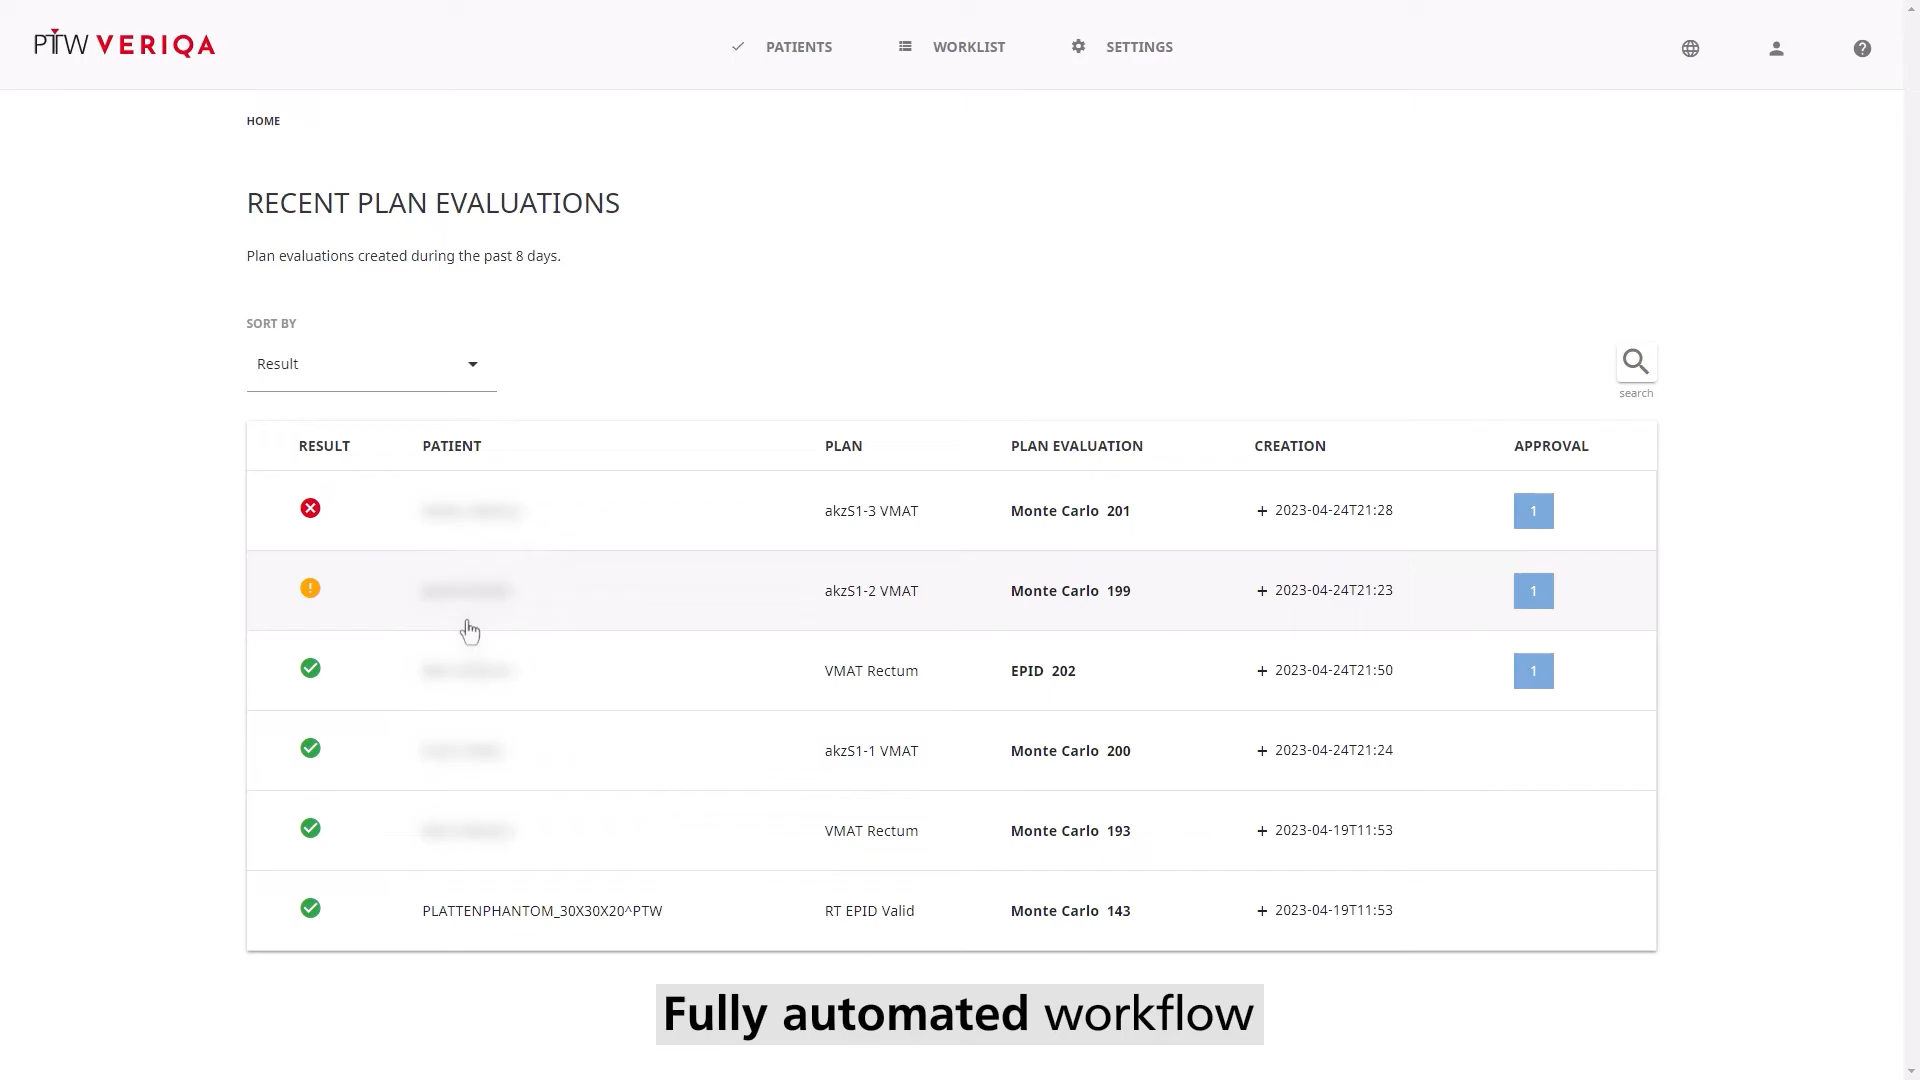 PTW VERIQA
PATIENTS WORKLIST SETTINGS
HOME
RECENT PLAN EVALUATIONS
Plan evaluations created during the past 8 days.
SORT BY
Result
search
RESULT PATIENT PLAN PLAN EVALUATION CREATION APPROVAL
akzS1-3 VMAT Monte Carlo 201 + 2023-04-24T21:28 1
akzS1-2 VMAT Monte Carlo 199 + 2023-04-24T21:23 1
VMAT Rectum EPID 202 + 2023-04-24T21:50 1
akzS1-1 VMAT Monte Carlo 200 + 2023-04-24T21:24
VMAT Rectum Monte Carlo 193 + 2023-04-19T11:53
PLATTENPHANTOM_30X30X20^PTW RT EPID Valid Monte Carlo 143 + 2023-04-19T11:53
Fully automated workflow